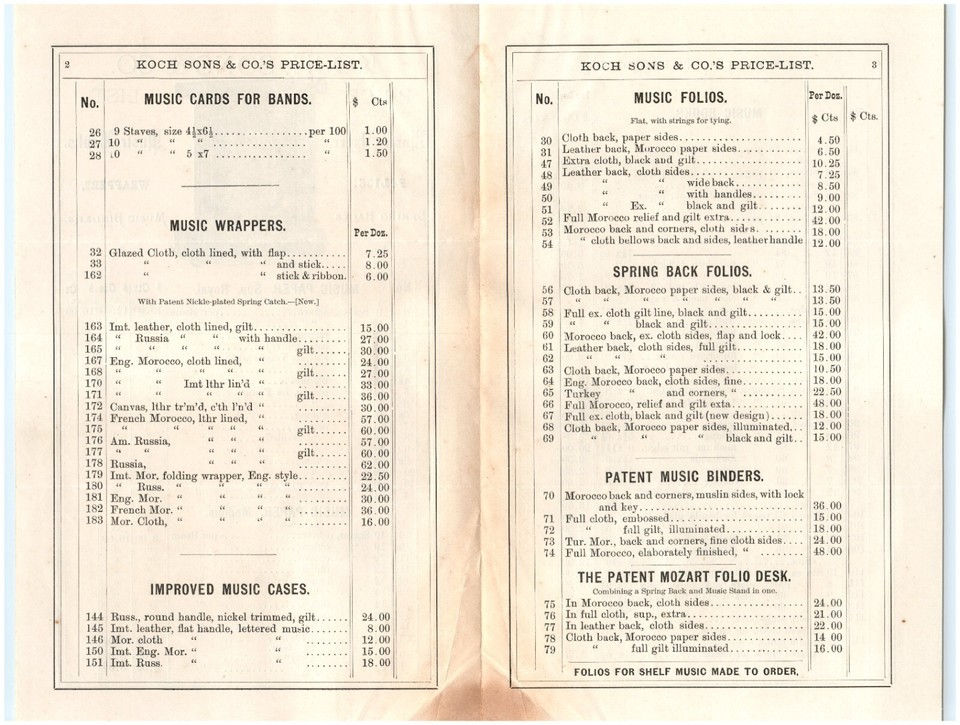 2 KOCH SONS & CO.'S PRICE-LIST.
No. MUSIC CARDS FOR BANDS. $ Cts
26 9 Staves, size 4½x6½................per 100 1.00
27 10 “ “ “ .................. “ 1.20
28 10 “ “ 5 x7 ................ “ 1.50
MUSIC WRAPPERS. Per Doz.
32 Glazed Cloth, cloth lined, with flap........... 7.25
33 “ “ “ and stick..... 8.00
162 “ “ stick & ribbon. 6.00
With Patent Nickle-plated Spring Catch.—[New.]
163 Imt. leather, cloth lined, gilt................. 15.00
164 “ Russia “ “ with handle......... 27.00
165 “ “ “ “ “ gilt...... 30.00
167 Eng. Morocco, cloth lined, “ ......... 24.00
168 “ “ “ “ “ gilt...... 27.00
170 “ “ Imt lthr lin'd “ ........ 33.00
171 “ “ “ “ “ gilt...... 36.00
172 Canvas, lthr tr'm'd, c'th l'n'd “ ......... 30.00
174 French Morocco, lthr lined, “ ......... 57.00
175 “ “ “ “ “ gilt...... 60.00
176 Am. Russia, “ “ “ ......... 57.00
177 “ “ “ “ “ gilt...... 60.00
178 Russia, “ “ “ ......... 62.00
179 Imt. Mor. folding wrapper, Eng. style......... 22.50
180 “ Russ. “ “ “ “ ......... 24.00
181 Eng. Mor. “ “ “ “ ......... 30.00
182 French Mor. “ “ “ “ ......... 36.00
183 Mor. Cloth, “ “ “ “ ......... 16.00
IMPROVED MUSIC CASES.
144 Russ., round handle, nickel trimmed, gilt...... 24.00
145 Imt. leather, flat handle, lettered music....... 8.00
146 Mor. cloth “ “ ........ 12.00
150 Imt. Eng. Mor. “ “ ........ 15.00
151 Imt. Russ. “ “ ........ 18.00
KOCH SONS & CO.'S PRICE-LIST. 3
No. MUSIC FOLIOS. Per Doz.
Flat, with strings for tying. $ Cts $ Cts.
30 Cloth back, paper sides...................... 4.50
31 Leather back, Morocco paper sides............ 6.50
47 Extra cloth, black and gilt................... 10.25
48 Leather back, cloth sides.................... 7.25
49 “ “ wide back............ 8.50
50 “ “ with handles......... 9.00
51 “ Ex. “ black and gilt........ 12.00
52 Full Morocco relief and gilt extra............. 42.00
53 Morocco back and corners, cloth sides. ....... 18.00
54 “ cloth bellows back and sides, leather handle 12.00
SPRING BACK FOLIOS.
56 Cloth back, Morocco paper sides, black & gilt.. 13.50
57 “ “ “ “ “ “ “ 13.50
58 Full ex. cloth gilt line, black and gilt.......... 15.00
59 “ “ black and gilt................ 15.00
60 Morocco back, ex. cloth sides, flap and lock.... 42.00
61 Leather back, cloth sides, full gilt............. 18.00
62 “ “ “ .................. 15.00
63 Cloth back, Morocco paper sides.............. 10.50
64 Eng. Morocco back, cloth sides, fine........... 18.00
65 Turkey “ and corners, “ ........... 22.50
66 Full Morocco, relief and gilt exta............. 48.00
67 Full ex. cloth, black and gilt (new design)...... 18.00
68 Cloth back, Morocco paper sides, illuminated... 12.00
69 “ “ “ black and gilt.. 15.00
PATENT MUSIC BINDERS.
70 Morocco back and corners, muslin sides, with lock
and key............................. 36.00
71 Full cloth, embossed........................ 15.00
72 “ full gilt, illuminated.............. 18.00
73 Tur. Mor., back and corners, fine cloth sides.... 24.00
74 Full Morocco, elaborately finished, “ ........ 48.00
THE PATENT MOZART FOLIO DESK.
Combining a Spring Back and Music Stand in one.
75 In Morocco back, cloth sides.................. 24.00
76 In full cloth, sup., extra...................... 21.00
77 In leather back, cloth sides................... 22.00
78 Cloth back, Morocco paper sides.............. 14 00
79 “ full gilt illuminated.............. 16.00
FOLIOS FOR SHELF MUSIC MADE TO ORDER.